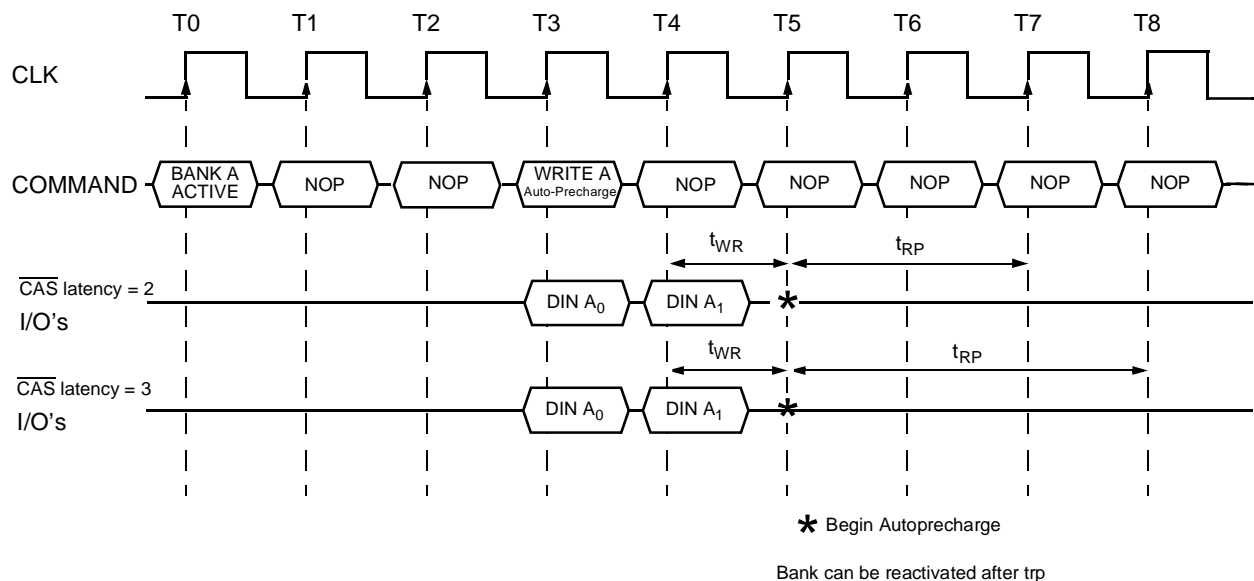 T0 T1 T2 T3 T4 T5 T6 T7 T8
CLK
COMMAND
BANK A
ACTIVE
NOP
NOP
WRITE A
Auto-Precharge
NOP
NOP
NOP
NOP
NOP
tWR
tRP
CAS latency = 2
I/O's
DIN A0
DIN A1
*
tWR
tRP
CAS latency = 3
I/O's
DIN A0
DIN A1
*
* Begin Autoprecharge
Bank can be reactivated after trp